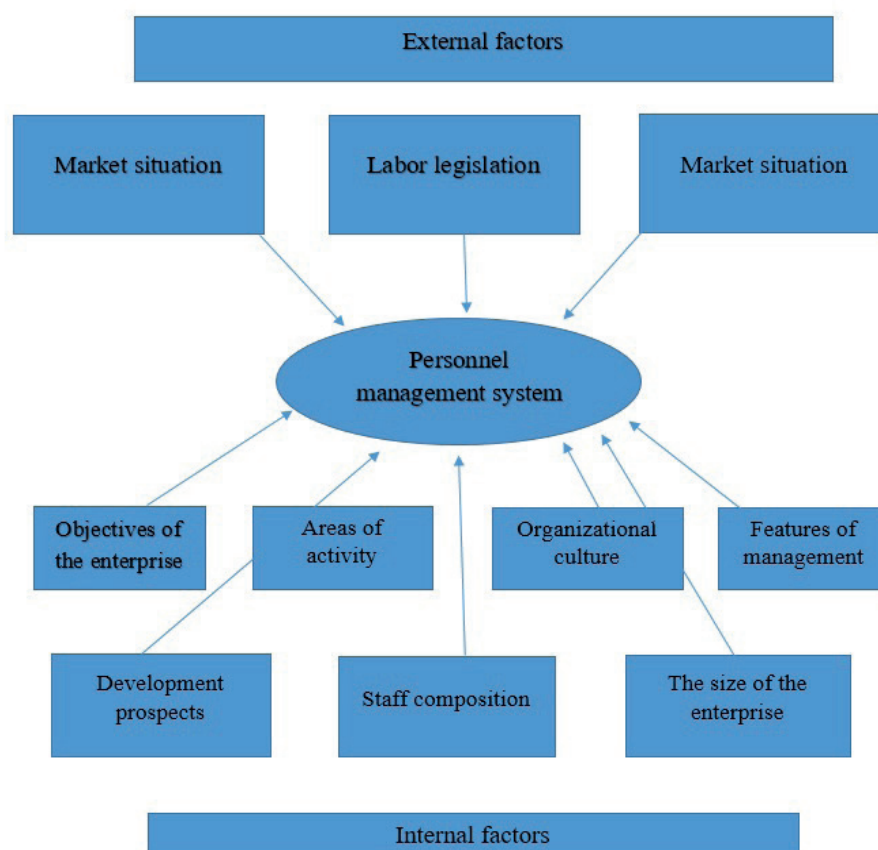 External factors
Market situation
Labor legislation
Market situation
Personnel
management system
Objectives of
the enterprise
Areas of
activity
Organizational
culture
Features of
management
Development
prospects
Staff composition
The size of the
enterprise
Internal factors